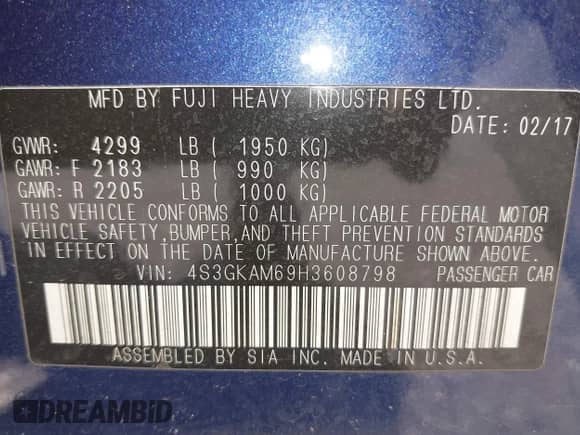 MFD BY FUJI HEAVY INDUSTRIES LTD.
DATE: 02/17
GVWR: 4299 LB ( 1950 KG)
GAWR: F 2183 LB ( 990 KG)
GAWR: R 2205 LB ( 1000 KG)
THIS VEHICLE CONFORMS TO ALL APPLICABLE FEDERAL MOTOR
VEHICLE SAFETY,BUMPER,AND THEFT PREVENTION STANDARDS
IN EFFECT ON THE DATE OF MANUFACTURE SHOWN ABOVE.
VIN: 4S3GKAM69H3608798 PASSENGER CAR
ASSEMBLED BY SIA INC. MADE IN U.S.A.
DREAMBID